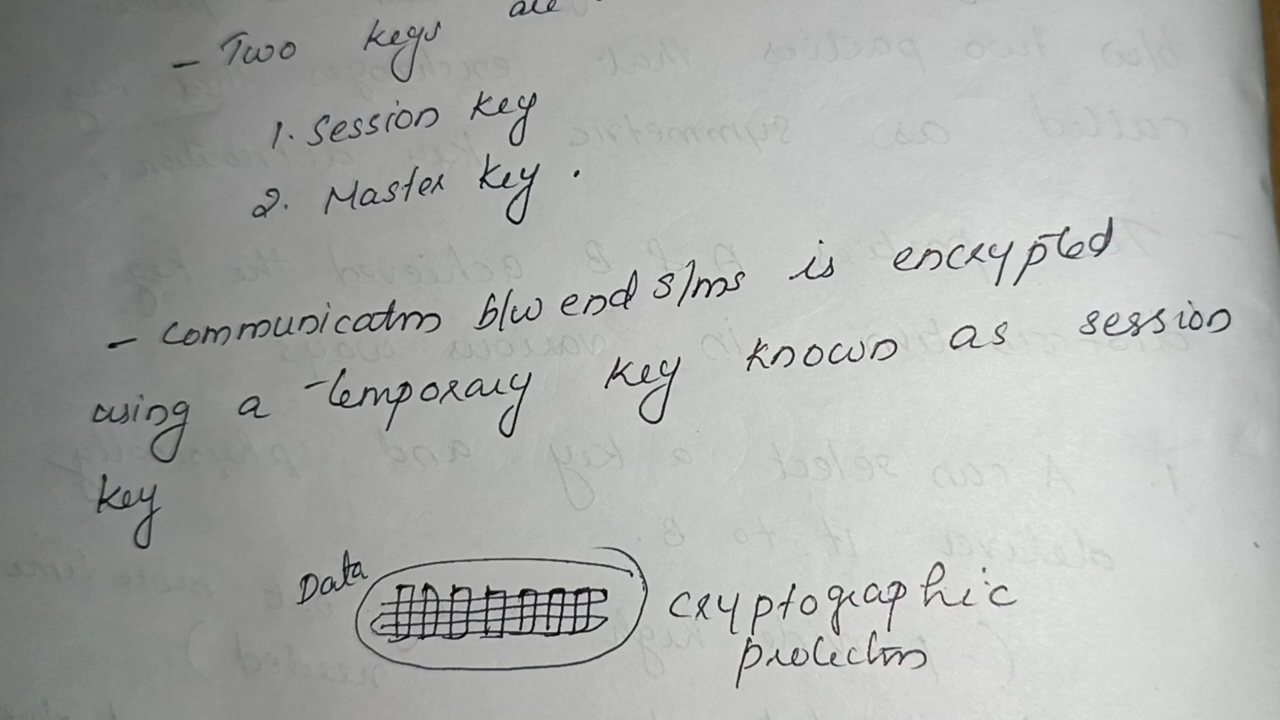 - Two keys are
1. Session key
2. Master key.
- communicatn b/w end s/ms is encrypted
using a temporary key known as session
key
Data
cryptographic
protectn